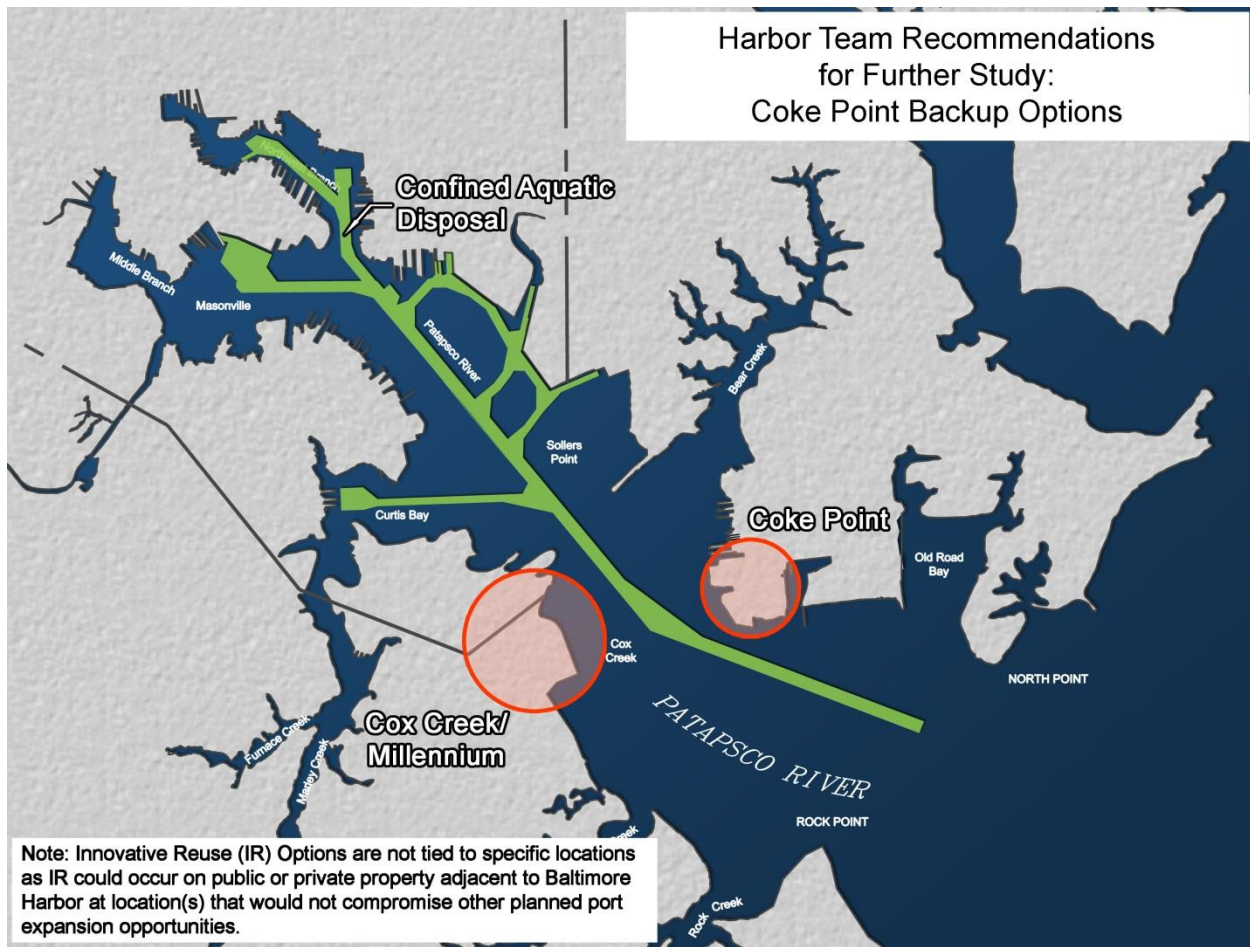 Harbor Team Recommendations
for Further Study:
Coke Point Backup Options
Northwest Branch
Confined Aquatic
Disposal
Middle Branch
Masonville
Patapsco River
Bear Creek
Sollers
Point
Curtis Bay
Coke Point
Old Road
Bay
Cox
Creek
NORTH POINT
Cox Creek/
Millennium
Furnace Creek
Marley Creek
PATAPSCO RIVER
ROCK POINT
Creek
Rock Creek
Note: Innovative Reuse (IR) Options are not tied to specific locations
as IR could occur on public or private property adjacent to Baltimore
Harbor at location(s) that would not compromise other planned port
expansion opportunities.